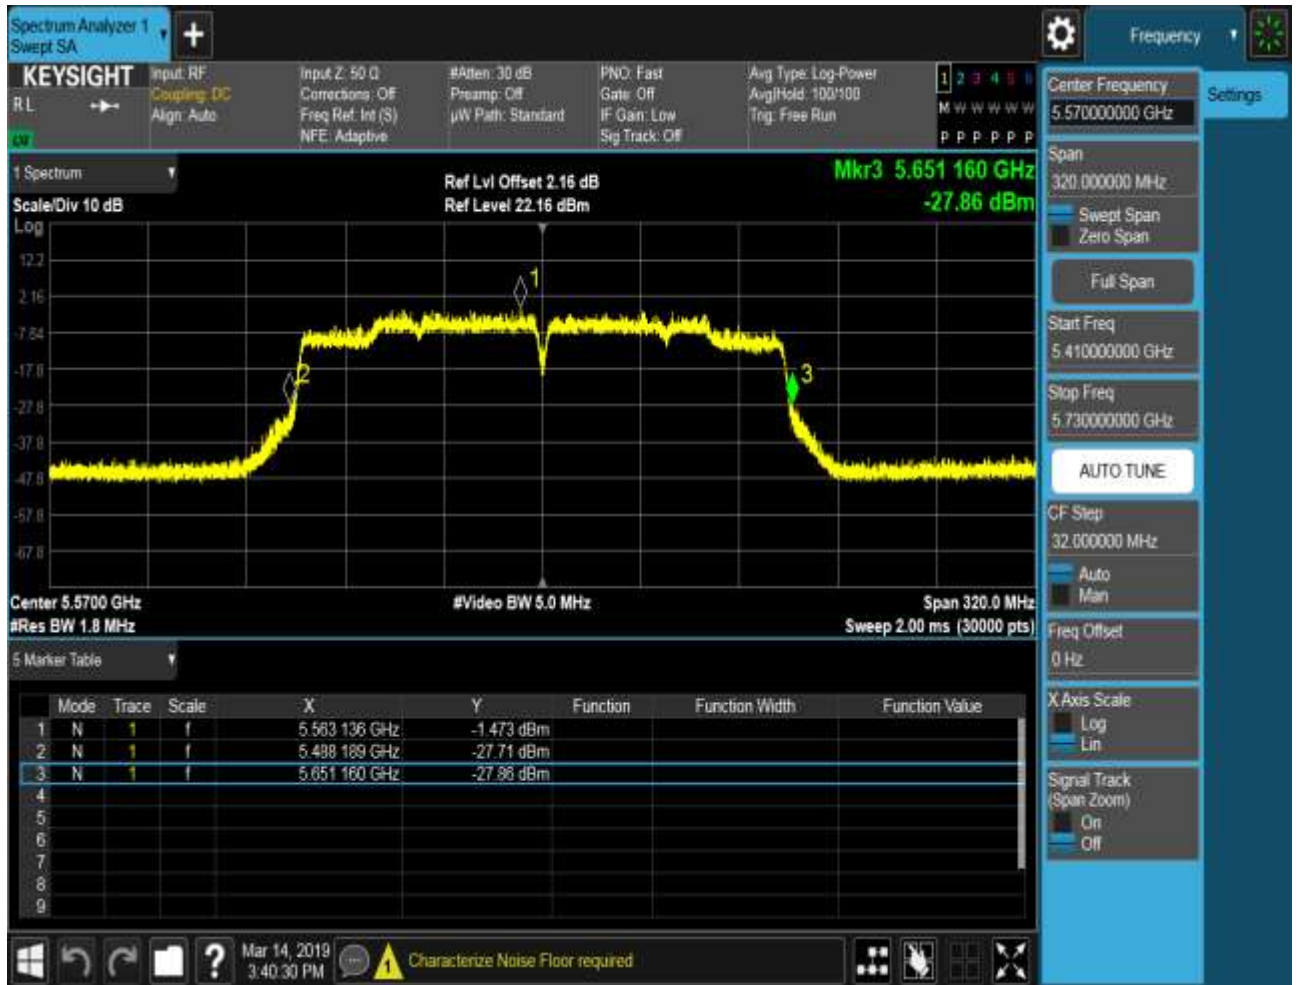 Spectrum Analyzer 1
Swept SA
Frequency
KEYSIGHT
R L
Input: RF
Coupling: DC
Align: Auto
Input Z: 50 Ω
Corrections: Off
Freq Ref: Int (S)
NFE: Adaptive
#Atten: 30 dB
Preamp: Off
µW Path: Standard
PNO: Fast
Gate: Off
IF Gain: Low
Sig Track: Off
Avg Type: Log-Power
Avg|Hold: 100/100
Trig: Free Run
1 2 3 4 5 6
M W W W W W
P P P P P P
1 Spectrum
Scale/Div 10 dB
Log
Ref Lvl Offset 2.16 dB
Ref Level 22.16 dBm
Mkr3 5.651 160 GHz
-27.86 dBm
12.2
2.16
-7.84
-17.8
-27.8
-37.8
-47.8
-57.8
-67.8
1
2
3
Center 5.5700 GHz
#Res BW 1.8 MHz
#Video BW 5.0 MHz
Span 320.0 MHz
Sweep 2.00 ms (30000 pts)
5 Marker Table
Mode Trace Scale X Y Function Function Width Function Value
1 N 1 f 5.563 136 GHz -1.473 dBm
2 N 1 f 5.488 189 GHz -27.71 dBm
3 N 1 f 5.651 160 GHz -27.86 dBm
4
5
6
7
8
9
Mar 14, 2019
3:40:30 PM
Characterize Noise Floor required
Center Frequency
5.570000000 GHz
Settings
Span
320.000000 MHz
Swept Span
Zero Span
Full Span
Start Freq
5.410000000 GHz
Stop Freq
5.730000000 GHz
AUTO TUNE
CF Step
32.000000 MHz
Auto
Man
Freq Offset
0 Hz
X Axis Scale
Log
Lin
Signal Track
(Span Zoom)
On
Off